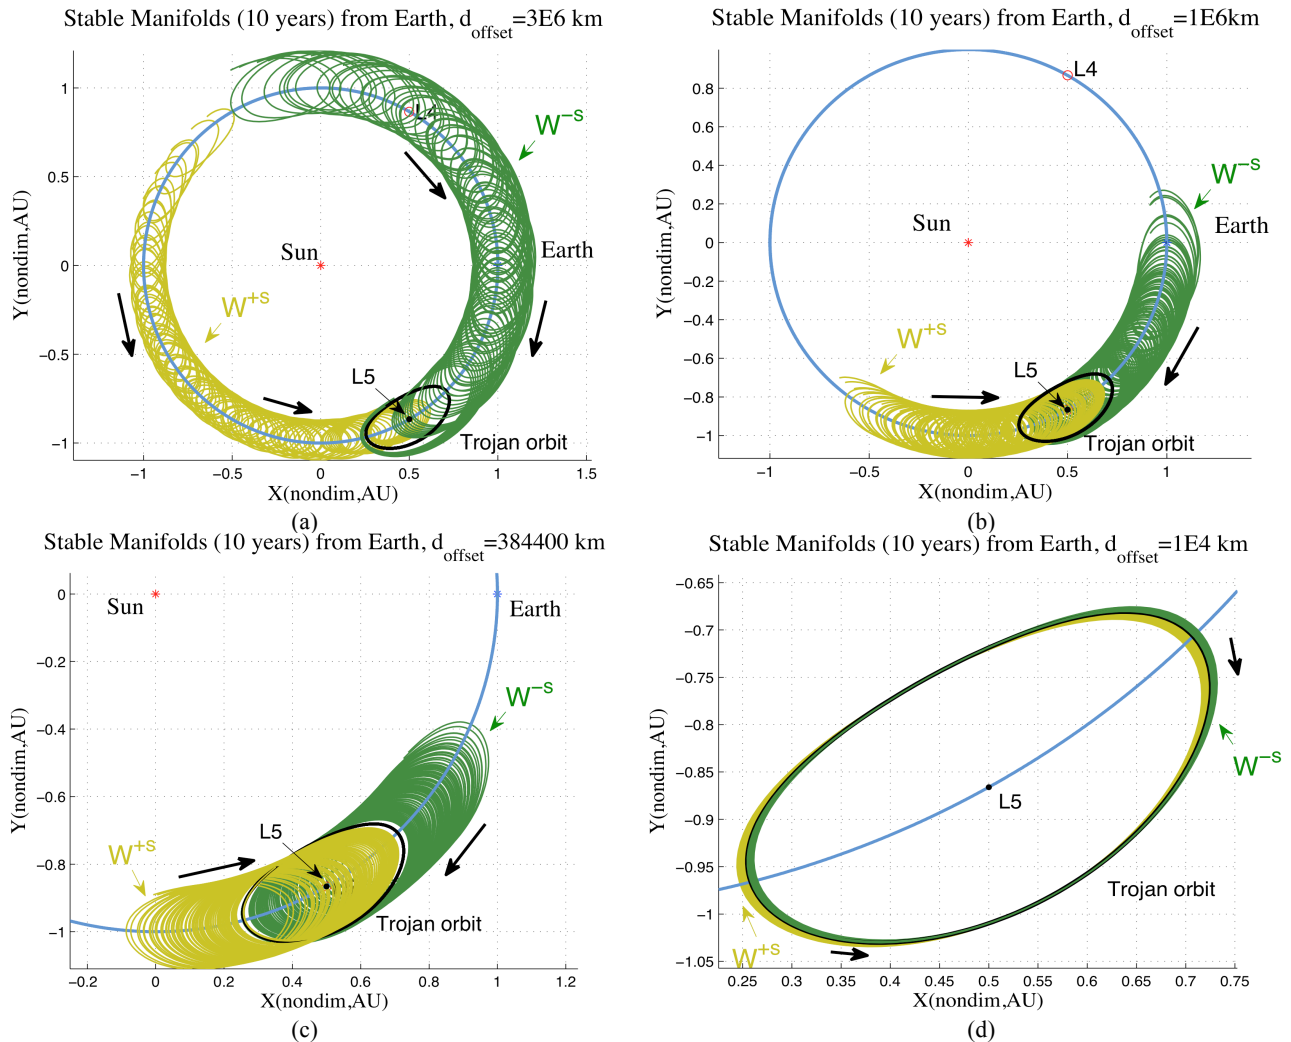 Stable Manifolds (10 years) from Earth, d_offset=3E6 km
1
0.5
0
−0.5
−1
Y(nondim,AU)
L4
W−s
Sun
Earth
W+s
L5
Trojan orbit
−1
−0.5
0
0.5
1
1.5
X(nondim,AU)
(a)
Stable Manifolds (10 years) from Earth, d_offset=1E6km
0.8
0.6
0.4
0.2
0
−0.2
−0.4
−0.6
−0.8
−1
Y(nondim,AU)
L4
W−s
Sun
Earth
W+s
L5
Trojan orbit
−1
−0.5
0
0.5
1
X(nondim,AU)
(b)
Stable Manifolds (10 years) from Earth, d_offset=384400 km
0
−0.2
−0.4
−0.6
−0.8
−1
Y(nondim,AU)
Sun
Earth
W−s
L5
W+s
Trojan orbit
−0.2
0
0.2
0.4
0.6
0.8
1
1.2
X(nondim,AU)
(c)
Stable Manifolds (10 years) from Earth, d_offset=1E4 km
−0.65
−0.7
−0.75
−0.8
−0.85
−0.9
−0.95
−1
−1.05
Y(nondim,AU)
W−s
L5
Trojan orbit
W+s
0.25
0.3
0.35
0.4
0.45
0.5
0.55
0.6
0.65
0.7
0.75
X(nondim,AU)
(d)